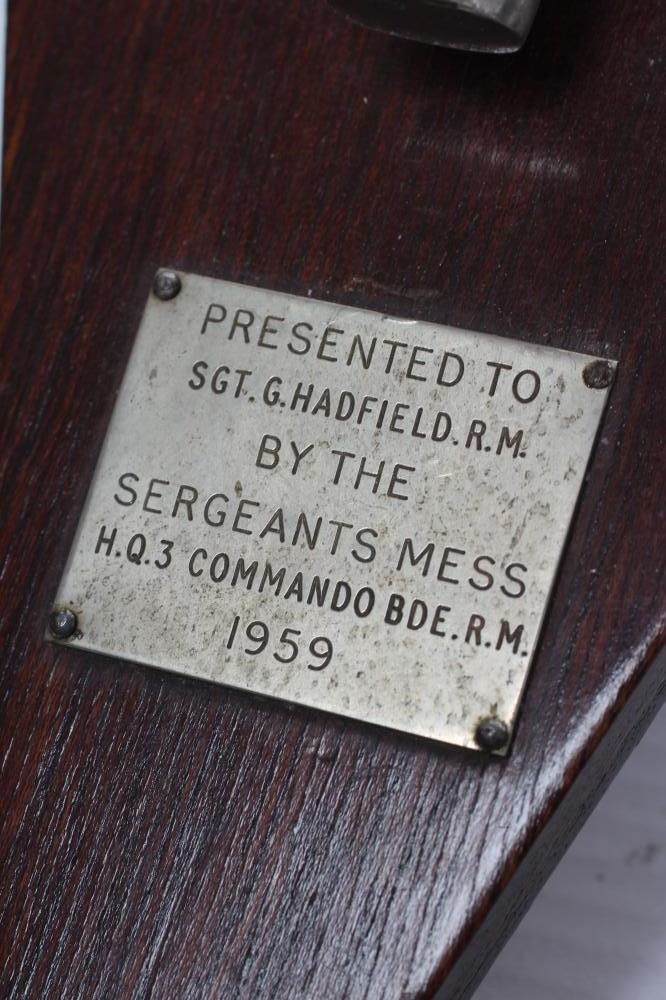 PRESENTED TO
SGT. G. HADFIELD. R.M.
BY THE
SERGEANTS MESS
H.Q.3 COMMANDO BDE. R.M.
1959